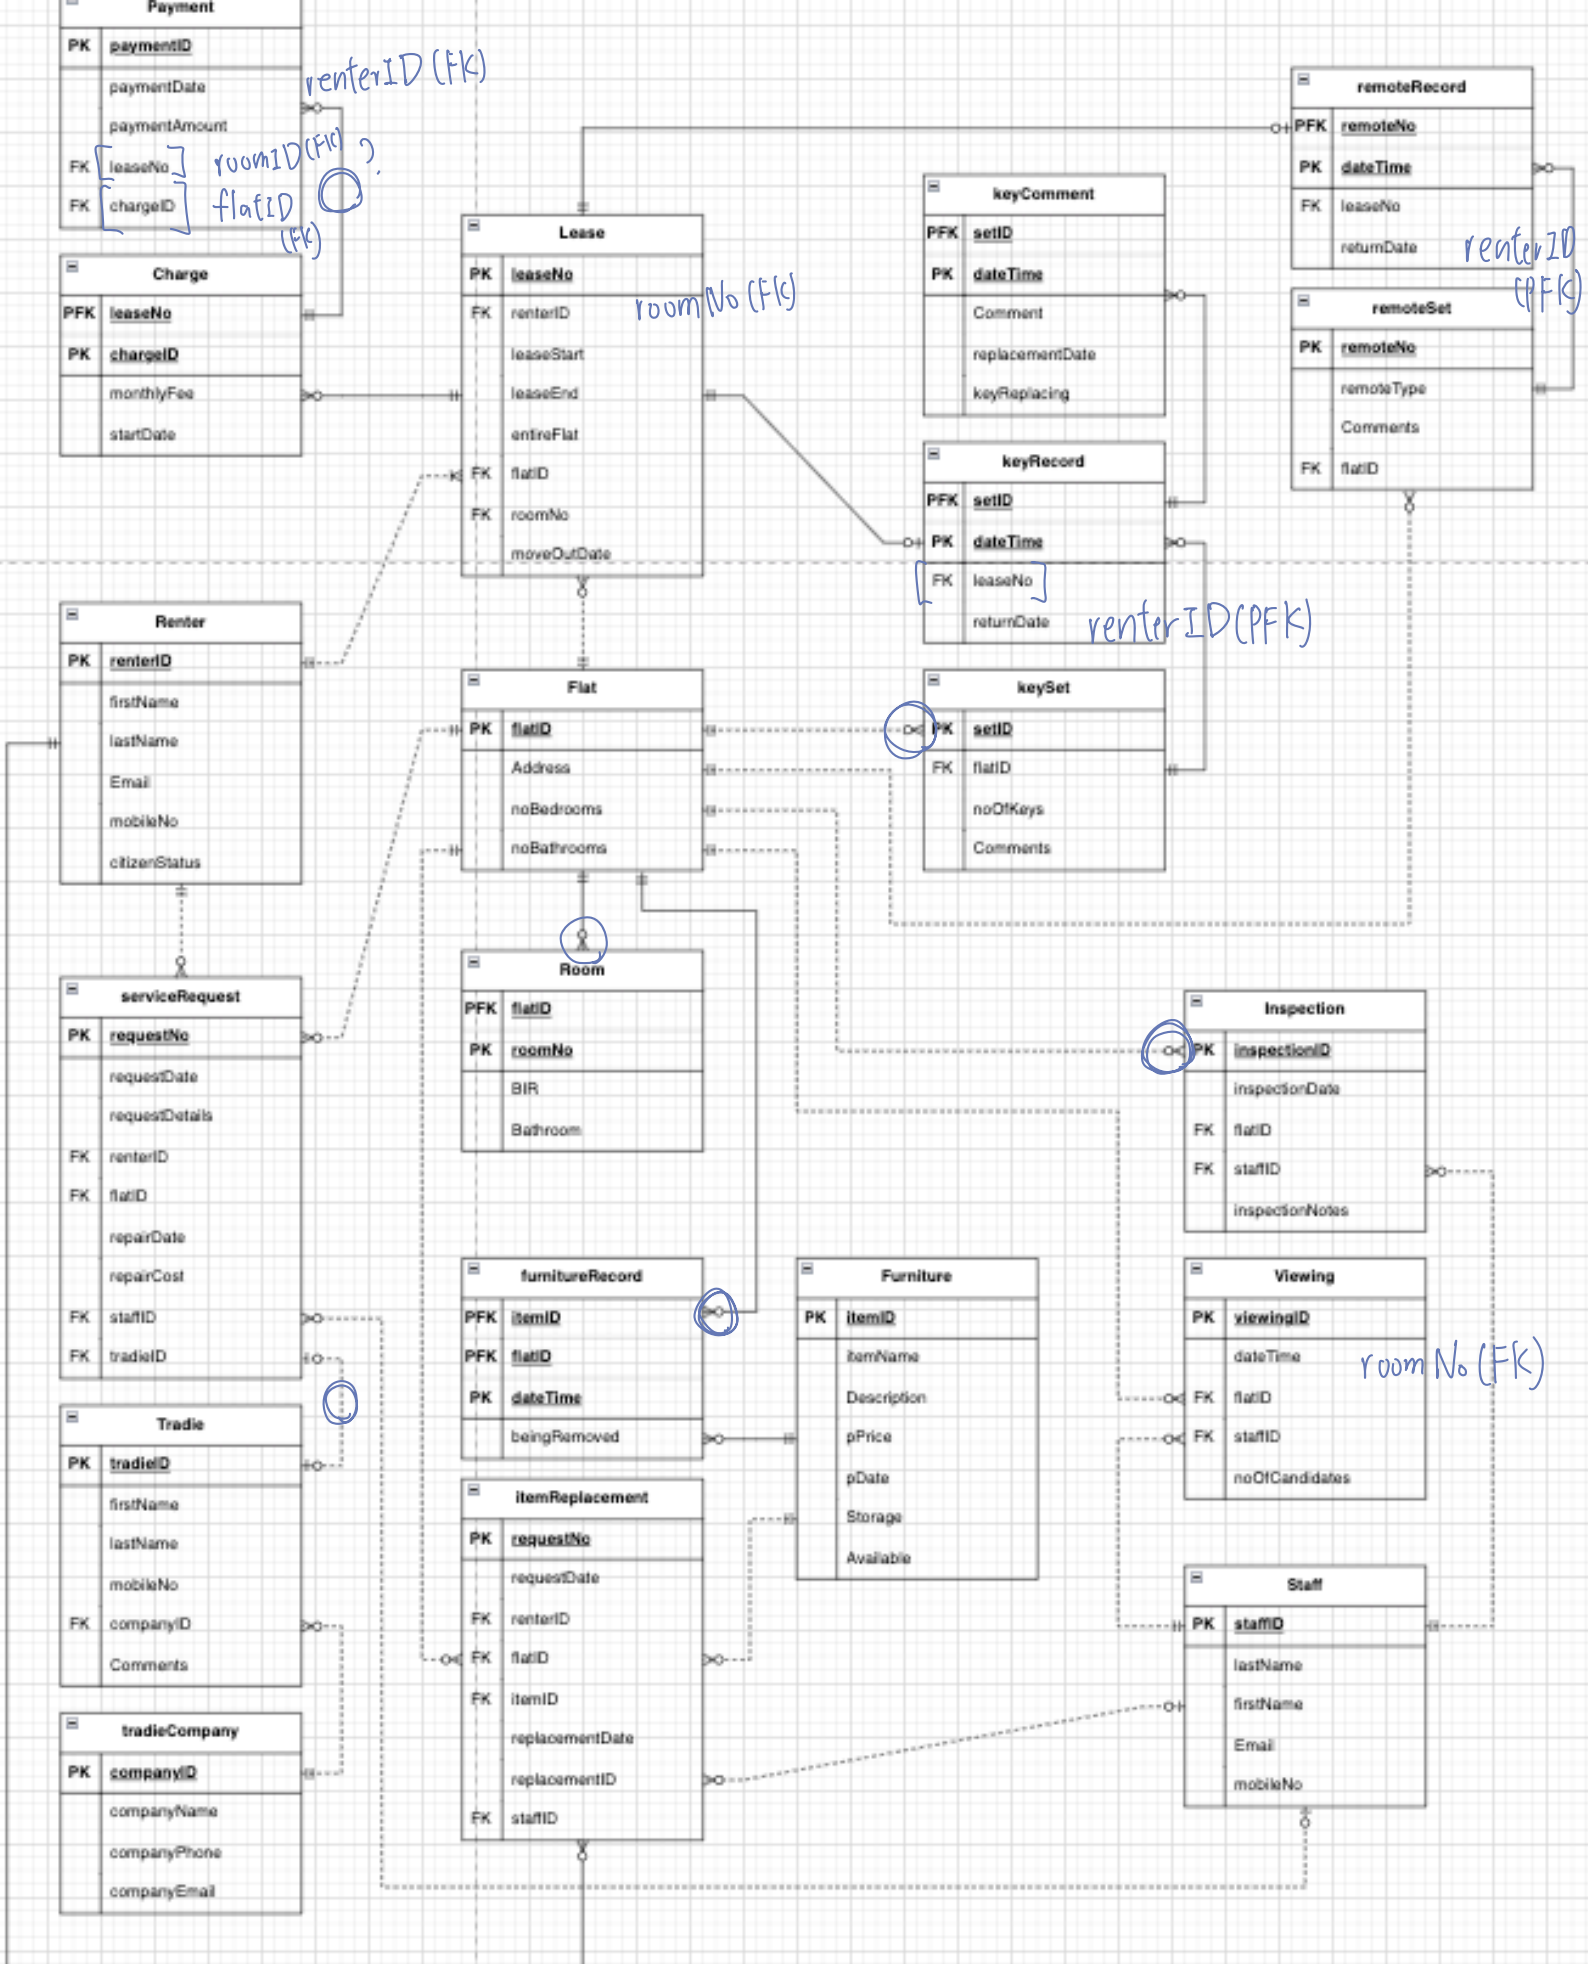 Payment
PK paymentID
paymentDate
paymentAmount
FK leaseNo
FK chargeID
renterID (FK)
roomID (FK) ?
flatID (FK)
Charge
PFK leaseNo
PK chargeID
monthlyFee
startDate
Lease
PK leaseNo
FK renterID
leaseStart
leaseEnd
entireFlat
FK flatID
FK roomNo
moveOutDate
roomNo (FK)
keyComment
PFK setID
PK dateTime
Comment
replacementDate
keyReplacing
remoteRecord
PFK remoteNo
PK dateTime
FK leaseNo
returnDate
renterID (PFK)
remoteSet
PK remoteNo
remoteType
Comments
FK flatID
keyRecord
PFK setID
PK dateTime
FK leaseNo
returnDate
renterID (PFK)
Renter
PK renterID
firstName
lastName
Email
mobileNo
citizenStatus
Flat
PK flatID
Address
noBedrooms
noBathrooms
keySet
PK setID
FK flatID
noOfKeys
Comments
Room
PFK flatID
PK roomNo
BIR
Bathroom
serviceRequest
PK requestNo
requestDate
requestDetails
FK renterID
FK flatID
repairDate
repairCost
FK staffID
FK tradieID
Inspection
PK inspectionID
inspectionDate
FK flatID
FK staffID
inspectionNotes
furnitureRecord
PFK itemID
PFK flatID
PK dateTime
beingRemoved
Furniture
PK itemID
itemName
Description
pPrice
pDate
Storage
Available
Viewing
PK viewingID
dateTime
FK flatID
FK staffID
noOfCandidates
roomNo (FK)
Tradie
PK tradieID
firstName
lastName
mobileNo
FK companyID
Comments
itemReplacement
PK requestNo
requestDate
FK renterID
FK flatID
FK itemID
replacementDate
replacementID
FK staffID
Staff
PK staffID
lastName
firstName
Email
mobileNo
tradieCompany
PK companyID
companyName
companyPhone
companyEmail